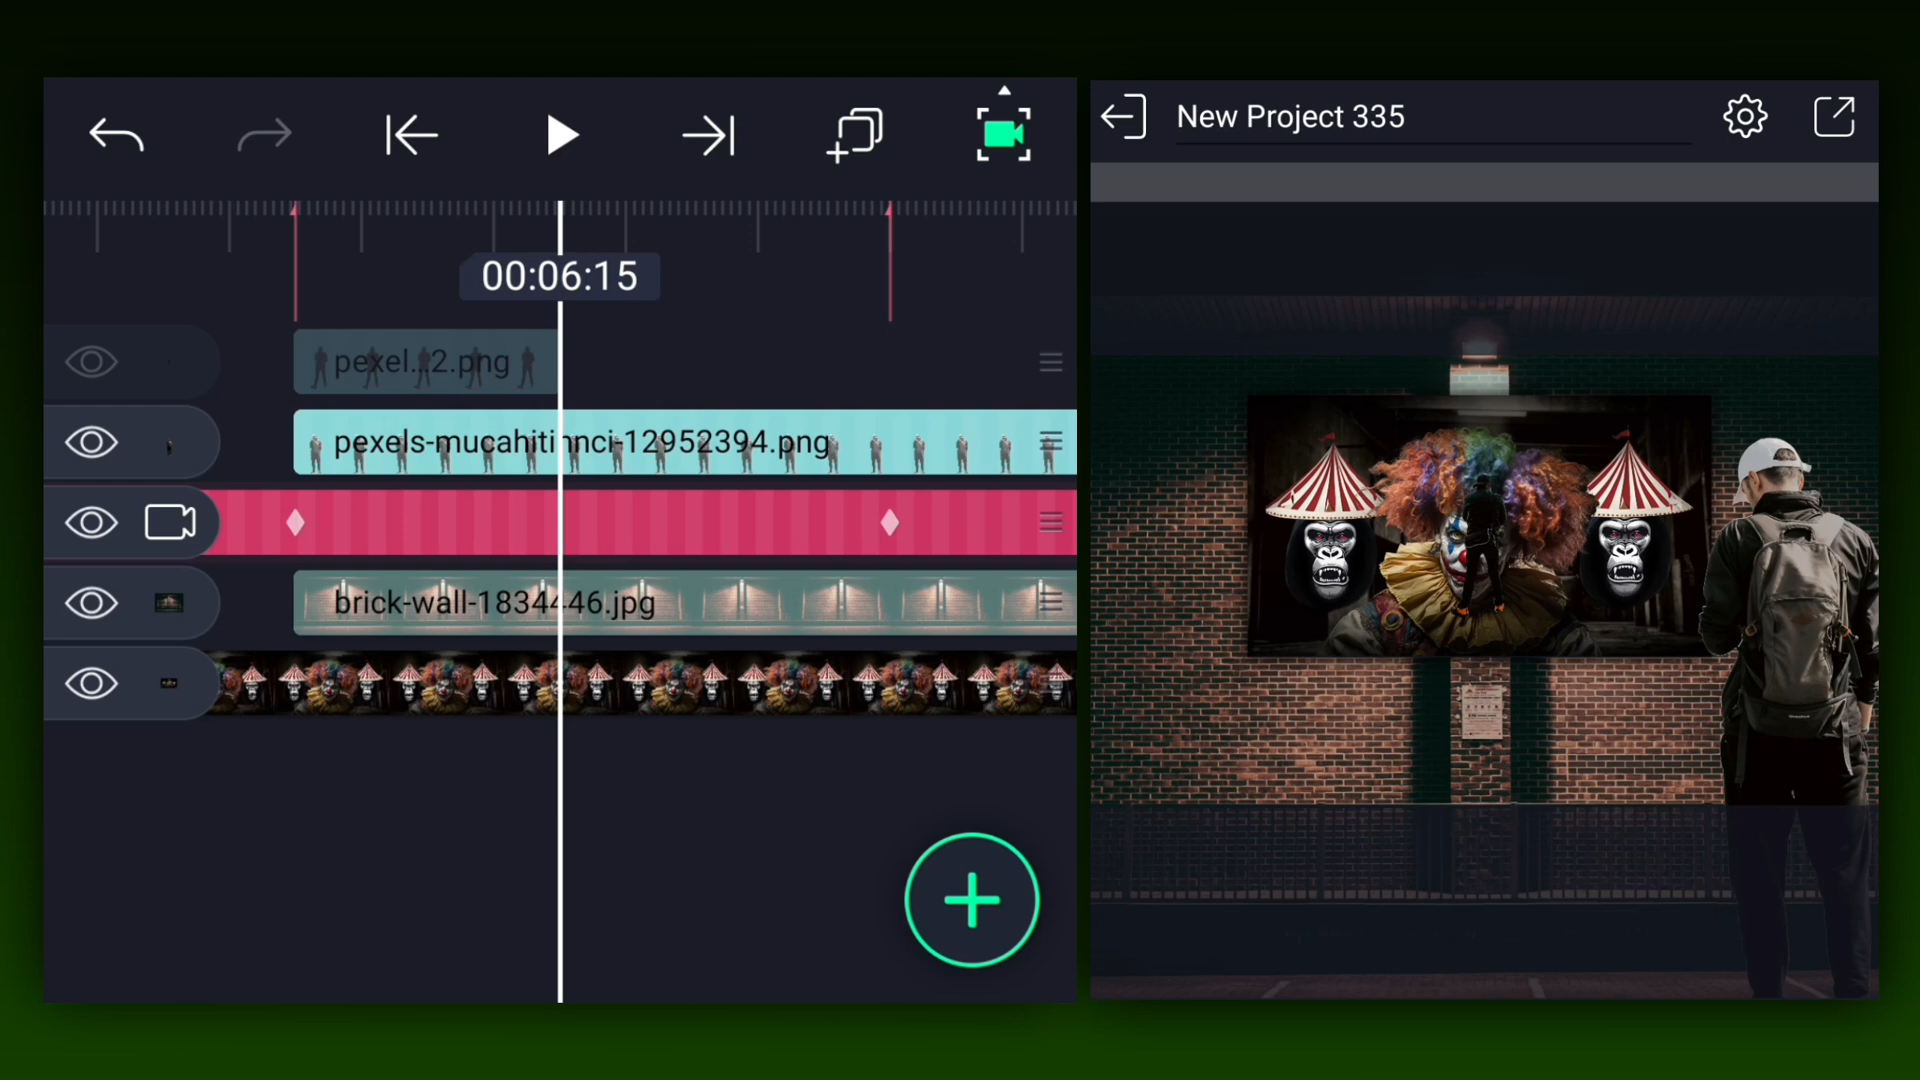 New Project 335
00:06:15
pexel...2.png
pexels-mucahitinnci-12952394.png
brick-wall-1834446.jpg